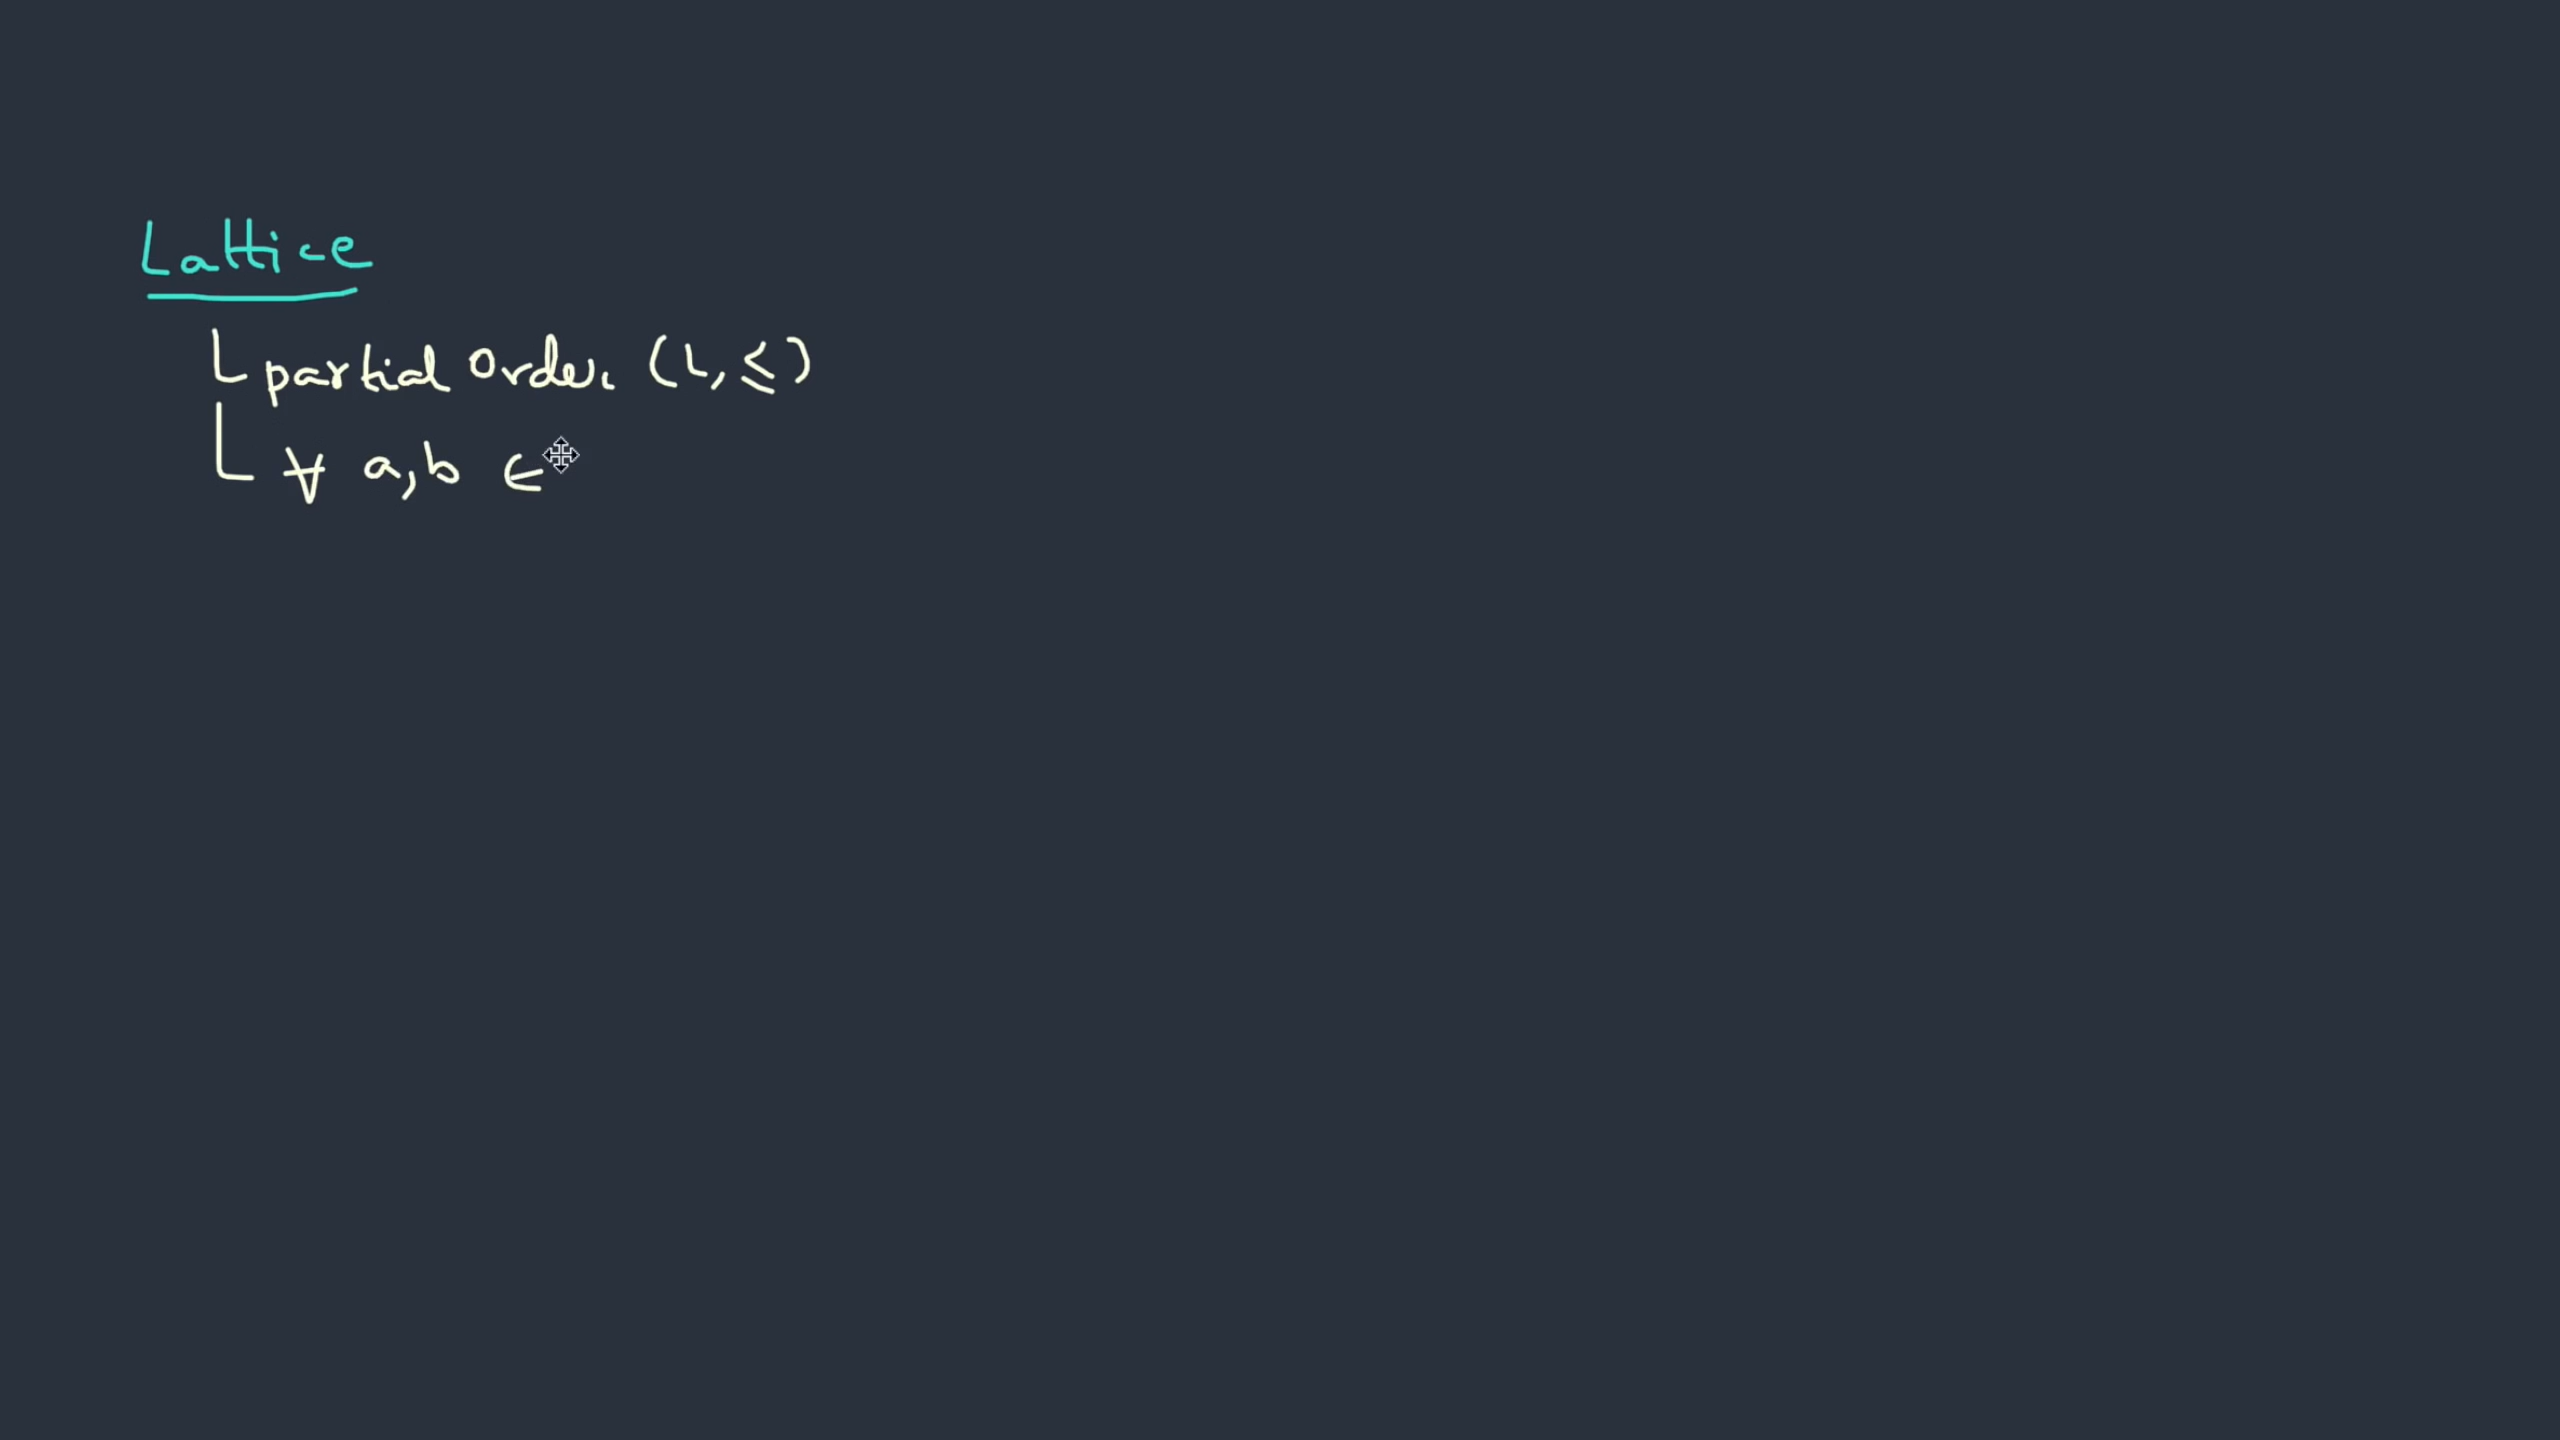 Lattice
partial Order (L, ≤)
∀ a,b ∈